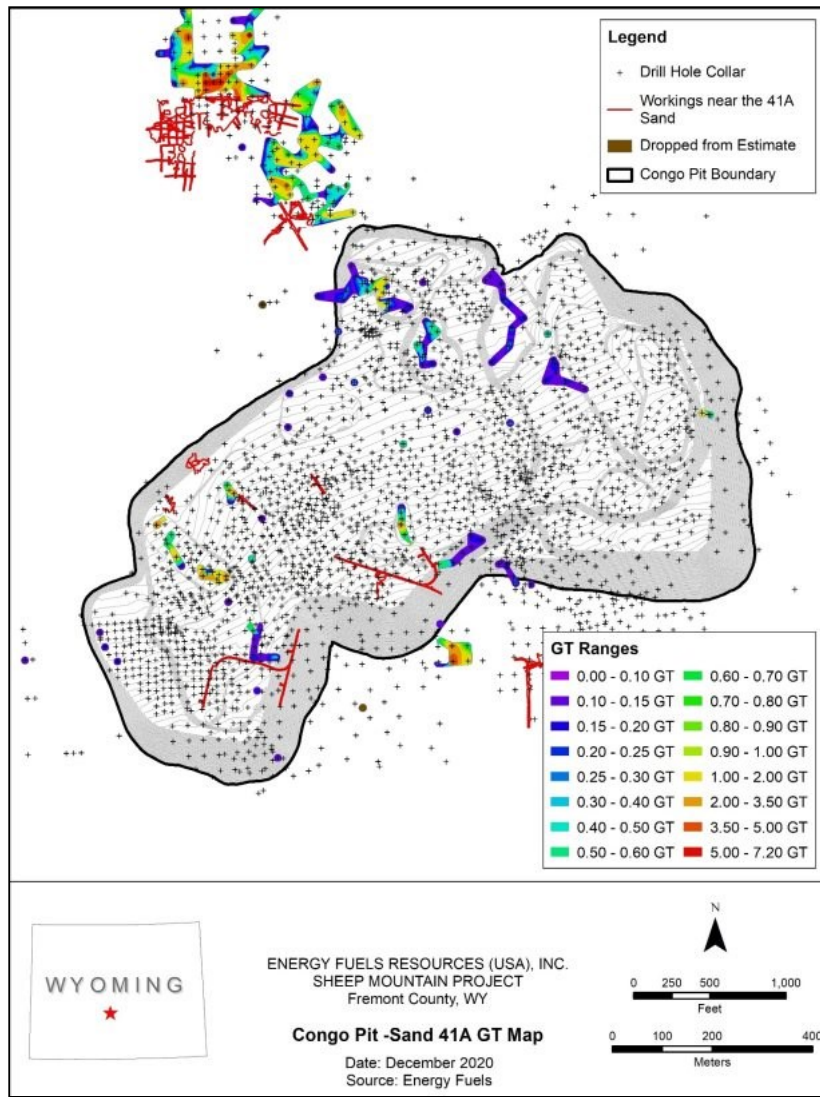 Legend
Drill Hole Collar
Workings near the 41A
Sand
Dropped from Estimate
Congo Pit Boundary
GT Ranges
0.00 - 0.10 GT
0.10 - 0.15 GT
0.15 - 0.20 GT
0.20 - 0.25 GT
0.25 - 0.30 GT
0.30 - 0.40 GT
0.40 - 0.50 GT
0.50 - 0.60 GT
0.60 - 0.70 GT
0.70 - 0.80 GT
0.80 - 0.90 GT
0.90 - 1.00 GT
1.00 - 2.00 GT
2.00 - 3.50 GT
3.50 - 5.00 GT
5.00 - 7.20 GT
WYOMING
ENERGY FUELS RESOURCES (USA), INC.
SHEEP MOUNTAIN PROJECT
Fremont County, WY
Congo Pit -Sand 41A GT Map
Date: December 2020
Source: Energy Fuels
N
0 250 500 1,000
Feet
0 100 200 400
Meters